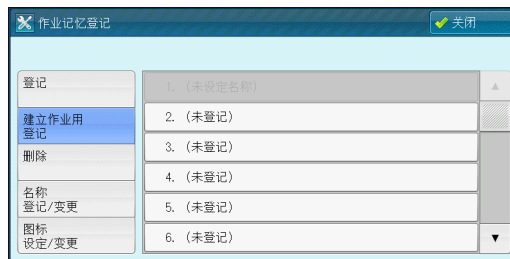 作业记忆登记
关闭
登记
建立作业用
登记
删除
名称
登记/变更
图标
设定/变更
1. (未设定名称)
2. (未登记)
3. (未登记)
4. (未登记)
5. (未登记)
6. (未登记)